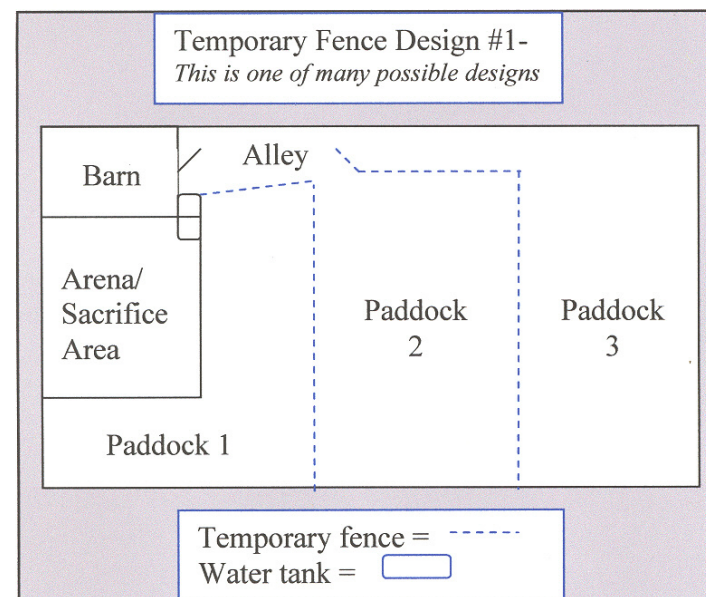 Temporary Fence Design #1-
This is one of many possible designs
Barn
Alley
Arena/
Sacrifice
Area
Paddock
2
Paddock
3
Paddock 1
Temporary fence =
Water tank =